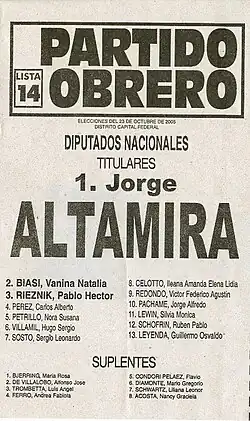 PARTIDO
LISTA
14
OBRERO
ELECCIONES DEL 23 DE OCTUBRE DE 2005
DISTRITO CAPITAL FEDERAL
DIPUTADOS NACIONALES
TITULARES
1. Jorge
ALTAMIRA
2. BIASI, Vanina Natalia
3. RIEZNIK, Pablo Hector
4. PEREZ, Carlos Alberto
5. PETRILLO, Nora Susana
6. VILLAMIL, Hugo Sergio
7. SOSTO, Sergio Leonardo
8. CELOTTO, Ileana Amanda Elena Lidia
9. REDONDO, Victor Federico Agustin
10. PACHAME, Jorge Alfredo
11. LEWIN, Silvia Monica
12. SCHOFRIN, Ruben Pablo
13. LEYENDA, Guillermo Osvaldo
SUPLENTES
1. BJERRING, Maria Rosa
2. DE VILLALOBO, Alfonso Jose
3. TROMBETTA, Luis Angel
4. FERRO, Andrea Fabiola
5. CONDORI PELAEZ, Flavio
6. DIAMONTE, Mario Gregorio
7. SCHWARTZ, Liliana Leonor
8. ACOSTA, Nancy Graciela